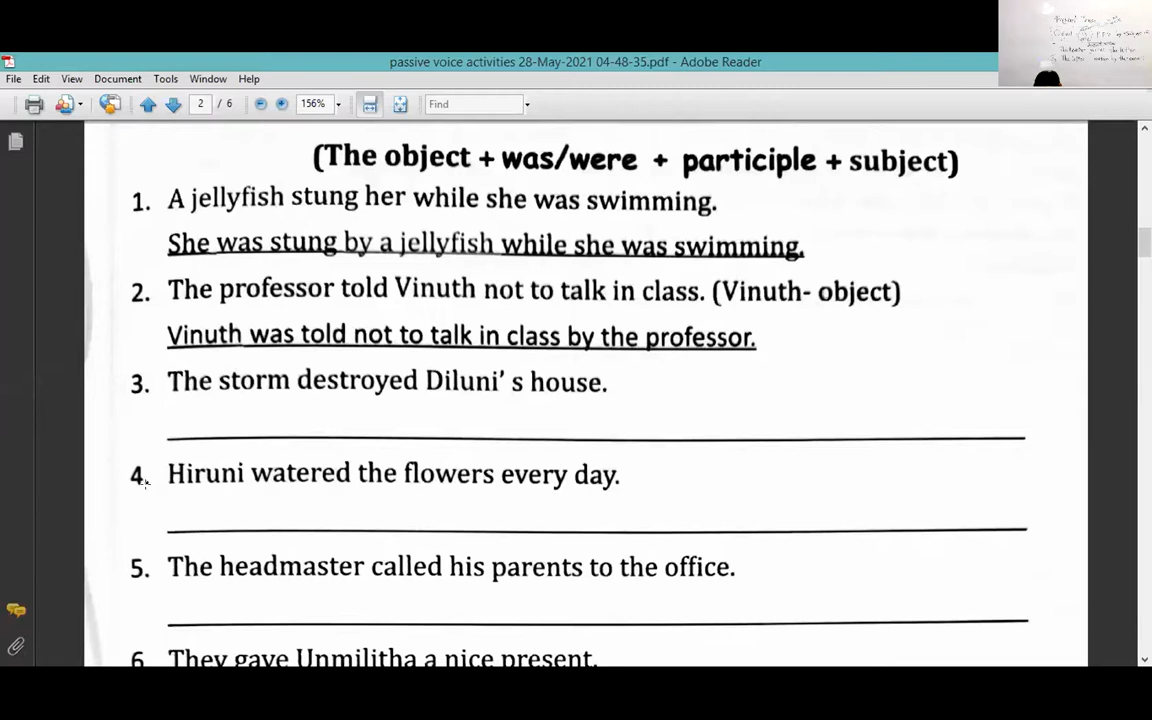 passive voice activities 28-May-2021 04-48-35.pdf - Adobe Reader
File Edit View Document Tools Window Help
2 / 6 156% Find
(The object + was/were + participle + subject)
1. A jellyfish stung her while she was swimming.
She was stung by a jellyfish while she was swimming.
2. The professor told Vinuth not to talk in class. (Vinuth- object)
Vinuth was told not to talk in class by the professor.
3. The storm destroyed Diluni’ s house.
4. Hiruni watered the flowers every day.
5. The headmaster called his parents to the office.
6. They gave Unmilitha a nice present.